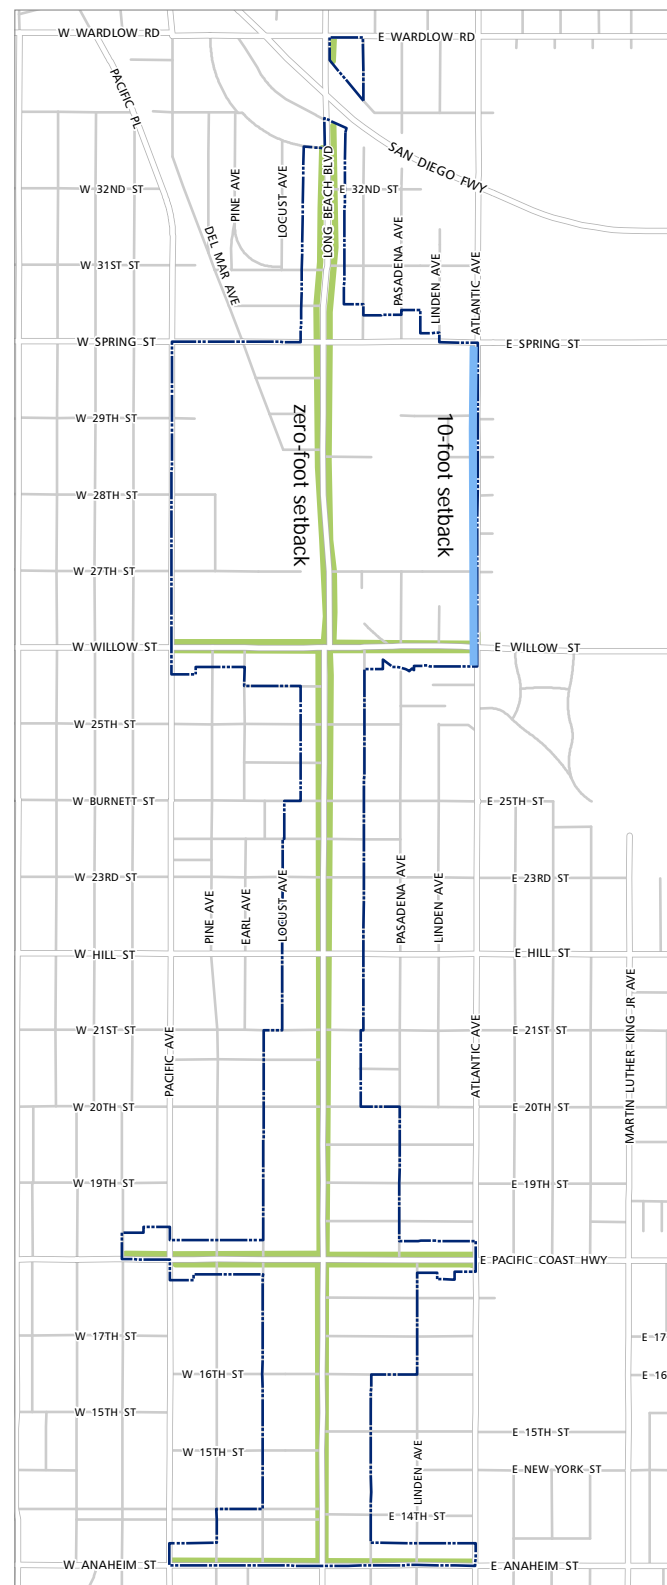 W WARDLOW RD
E WARDLOW RD
PACIFIC PL
SAN DIEGO FWY
LONG BEACH BLVD
PINE AVE
LOCUST AVE
W 32ND ST
E 32ND ST
DEL MAR AVE
PASADENA AVE
LINDEN AVE
ATLANTIC AVE
W 31ST ST
W SPRING ST
E SPRING ST
zero-foot setback
10-foot setback
W 29TH ST
W 28TH ST
W 27TH ST
W WILLOW ST
E WILLOW ST
W 25TH ST
W BURNETT ST
E 25TH ST
W 23RD ST
E 23RD ST
PINE AVE
EARL AVE
LOCUST AVE
PASADENA AVE
LINDEN AVE
W HILL ST
E HILL ST
MARTIN LUTHER KING JR AVE
W 21ST ST
E 21ST ST
PACIFIC AVE
ATLANTIC AVE
W 20TH ST
E 20TH ST
W 19TH ST
E 19TH ST
E PACIFIC COAST HWY
W 17TH ST
E 17
W 16TH ST
E 16
W 15TH ST
E 15TH ST
W 15TH ST
LINDEN AVE
E NEW YORK ST
E 14TH ST
W ANAHEIM ST
E ANAHEIM ST